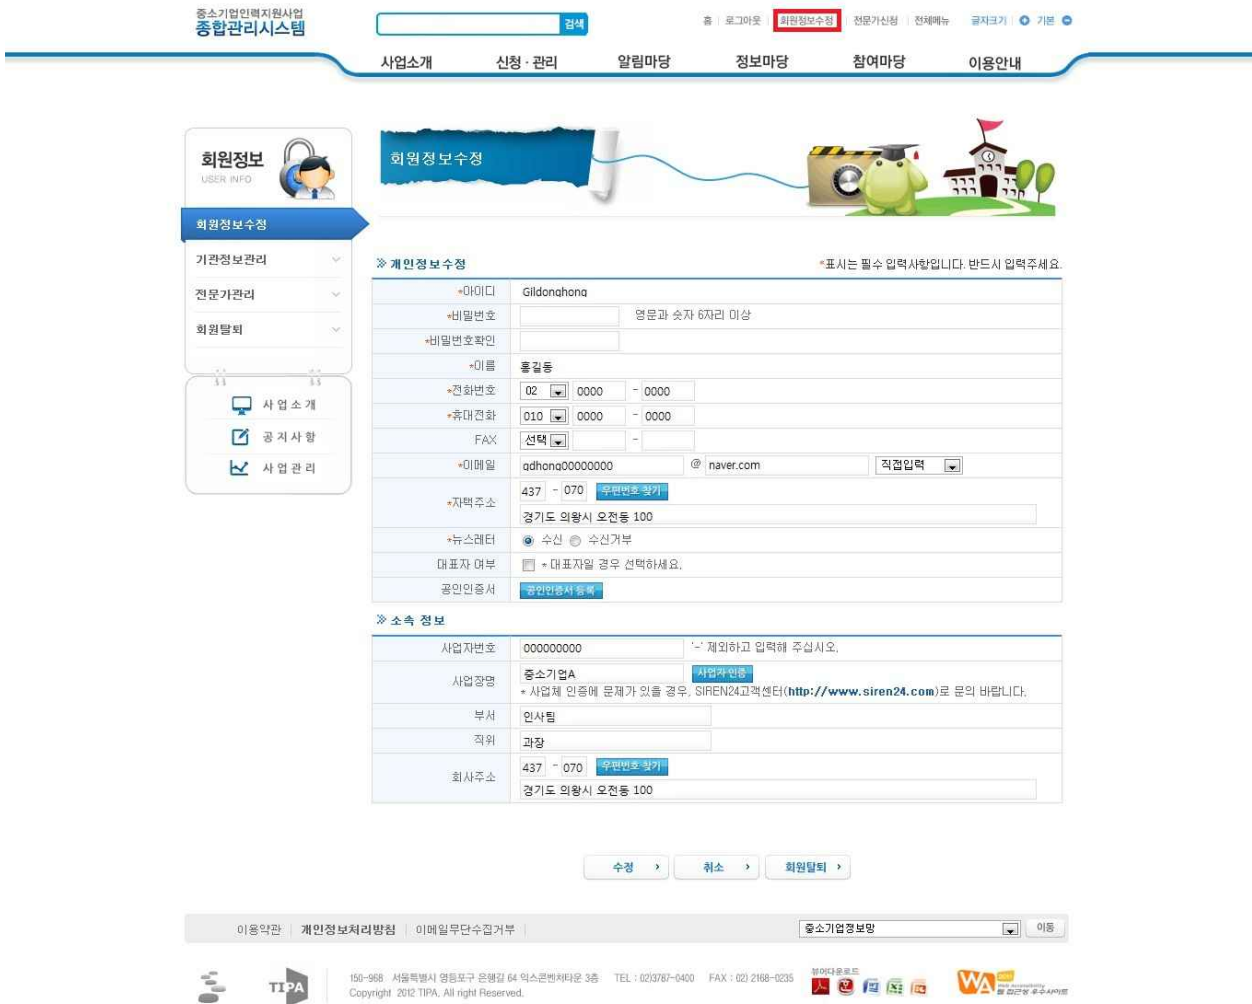 중소기업인력지원사업
종합관리시스템
검색
홈 로그아웃 회원정보수정 전문가신청 전체메뉴 글자크기 기본
사업소개 신청·관리 알림마당 정보마당 참여마당 이용안내
회원정보
USER INFO
회원정보수정
기관정보관리
전문가관리
회원탈퇴
사업소개
공지사항
사업관리
회원정보수정
개인정보수정 *표시는 필수 입력사항입니다. 반드시 입력주세요.
*아이디 Gildonghong
*비밀번호 영문과 숫자 6자리 이상
*비밀번호확인
*이름 홍길동
*전화번호 02 0000 - 0000
*휴대전화 010 0000 - 0000
FAX 선택 -
*이메일 gdhong00000000 @ naver.com 직접입력
*자택주소 437 - 070 우편번호 찾기
경기도 의왕시 오전동 100
*뉴스레터 수신 수신거부
대표자 여부 * 대표자일 경우 선택하세요.
공인인증서 공인인증서 등록
소속 정보
사업자번호 000000000 '-' 제외하고 입력해 주십시오.
사업장명 중소기업A 사업자 인증
* 사업체 인증에 문제가 있을 경우, SIREN24고객센터(http://www.siren24.com)로 문의 바랍니다.
부서 인사팀
직위 과장
회사주소 437 - 070 우편번호 찾기
경기도 의왕시 오전동 100
수정 취소 회원탈퇴
이용약관 개인정보처리방침 이메일무단수집거부 중소기업정보망 이동
TIPA
150-968 서울특별시 영등포구 은행길 64 익스콘벤처타운 3층 TEL : 02)3787-0400 FAX : 02) 2168-0235
Copyright 2012 TIPA, All right Reserved.
뷰어다운로드
WA
웹 접근성 우수사이트